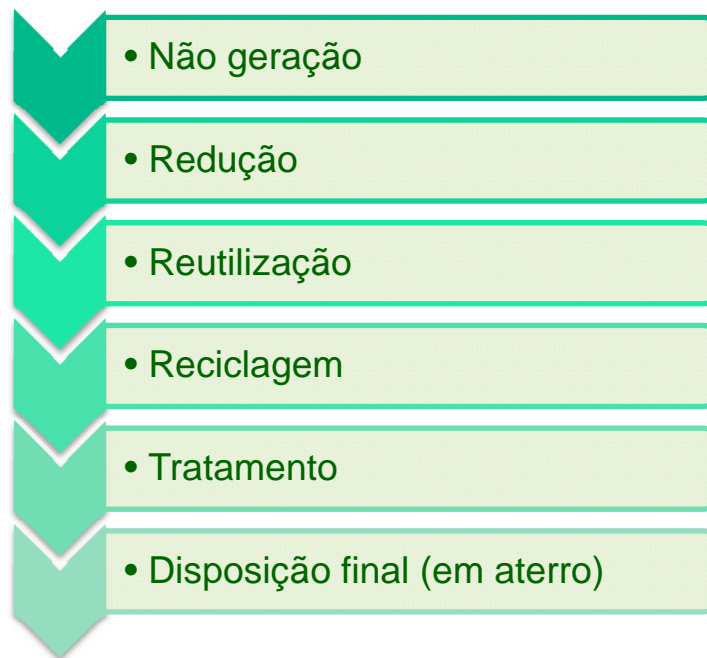 • Não geração
• Redução
• Reutilização
• Reciclagem
• Tratamento
• Disposição final (em aterro)